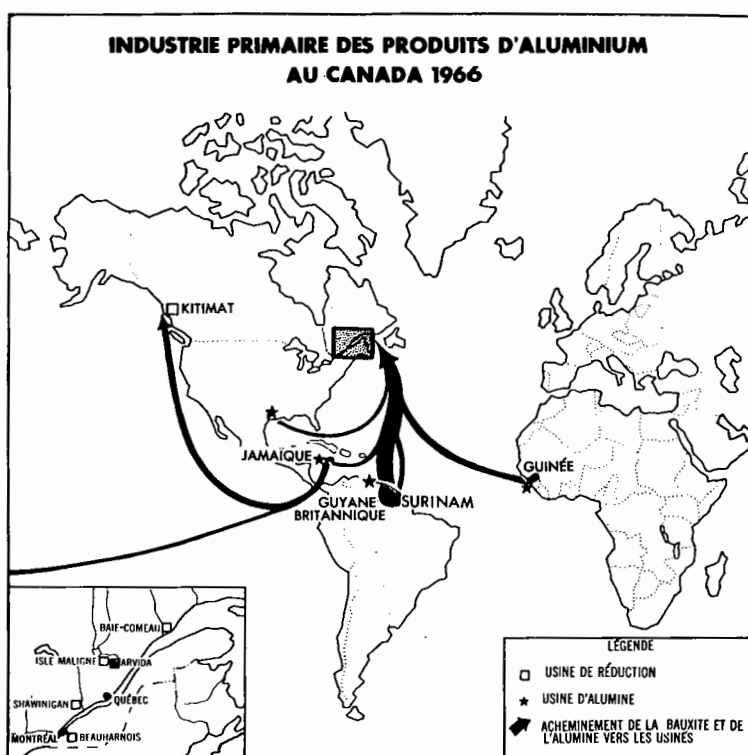 INDUSTRIE PRIMAIRE DES PRODUITS D'ALUMINIUM
AU CANADA 1966
KITIMAT
JAMAÏQUE
GUYANE
BRITANNIQUE
SURINAM
GUINÉE
BAIE-COMEAU
ISLE MALIGNE
ARVIDA
QUÉBEC
SHAWINIGAN
MONTRÉAL
BEAUHARNOIS
LÉGENDE
USINE DE RÉDUCTION
USINE D'ALUMINE
ACHEMINEMENT DE LA BAUXITE ET DE
L'ALUMINE VERS LES USINES